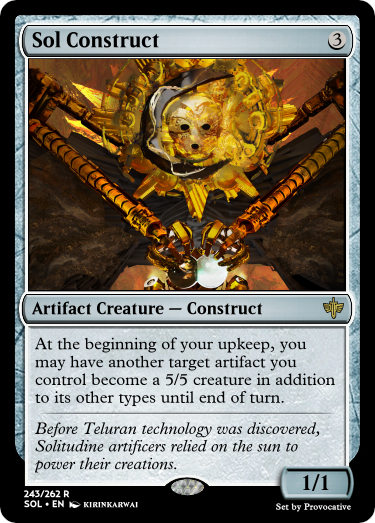 Sol Construct 3
Artifact Creature — Construct
At the beginning of your upkeep, you
may have another target artifact you
control become a 5/5 creature in addition
to its other types until end of turn.
Before Teluran technology was discovered,
Solitudine artificers relied on the sun to
power their creations.
1/1
243/262 R
SOL • EN KIRINKARWAI
Set by Provocative